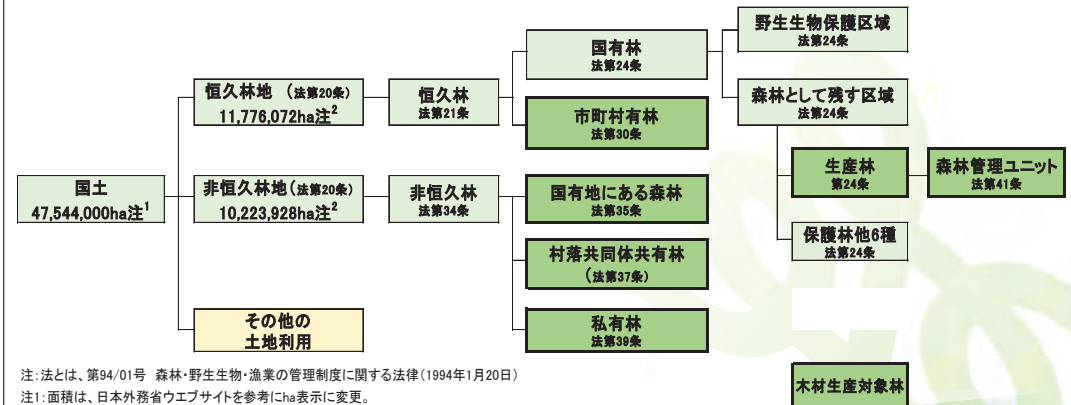 野生生物保護区域
法第24条
国有林
法第24条
恒久林地 (法第20条)
11,776,072ha注2
恒久林
法第21条
森林として残す区域
法第24条
市町村有林
法第30条
国土
47,544,000ha注1
非恒久林地(法第20条)
10,223,928ha注2
非恒久林
法第34条
国有地にある森林
法第35条
生産林
第24条
森林管理ユニット
法第41条
村落共同体共有林
(法第37条)
保護林他6種
法第24条
その他の
土地利用
私有林
法第39条
注:法とは、第94/01号 森林・野生生物・漁業の管理制度に関する法律(1994年1月20日)
注1:面積は、日本外務省ウエブサイトを参考にha表示に変更。
木材生産対象林